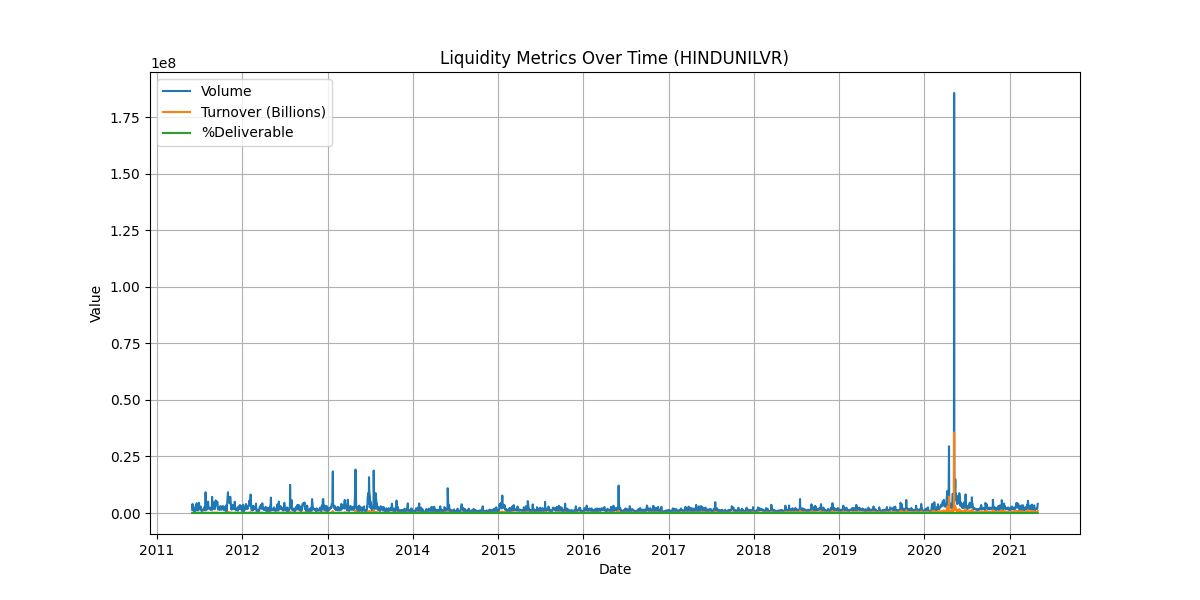 Liquidity Metrics Over Time (HINDUNILVR)
1e8
Volume
Turnover (Billions)
%Deliverable
1.75
1.50
1.25
1.00
0.75
0.50
0.25
0.00
Value
2011 2012 2013 2014 2015 2016 2017 2018 2019 2020 2021
Date